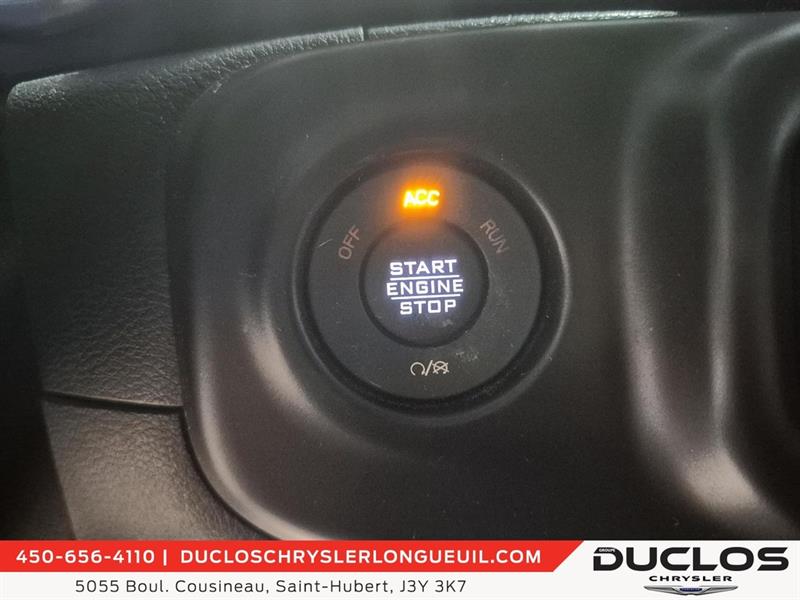 ACC
OFF
RUN
START
ENGINE
STOP
450-656-4110 | DUCLOSCHRYSLERLONGUEUIL.COM
5055 Boul. Cousineau, Saint-Hubert, J3Y 3K7
GROUPE
DUCLOS
CHRYSLER